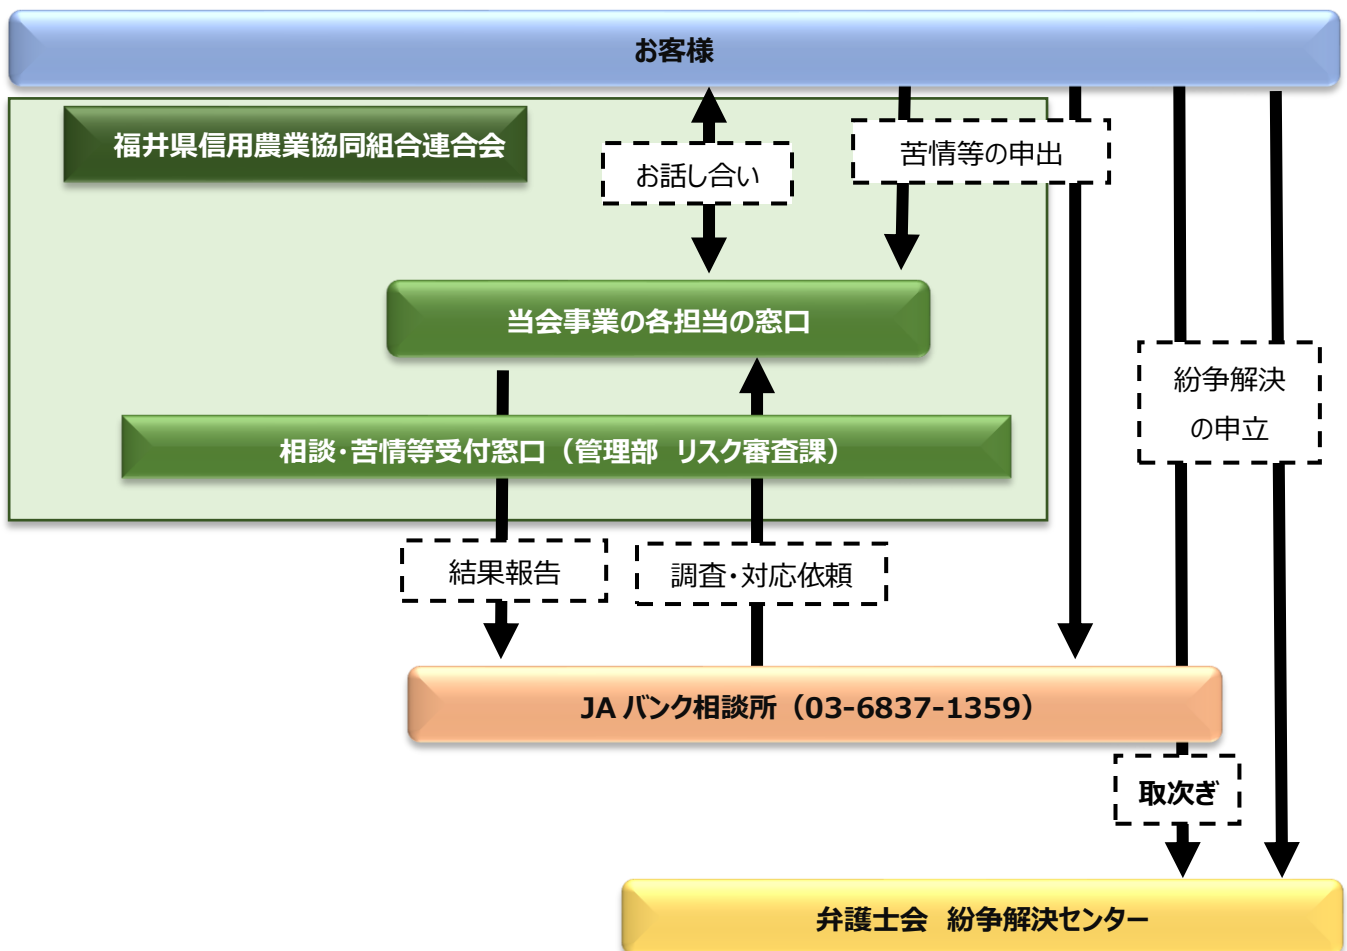 お客様
福井県信用農業協同組合連合会
お話し合い
苦情等の申出
当会事業の各担当の窓口
紛争解決
の申立
相談・苦情等受付窓口（管理部　リスク審査課）
結果報告
調査・対応依頼
JA バンク相談所（03-6837-1359）
取次ぎ
弁護士会　紛争解決センター